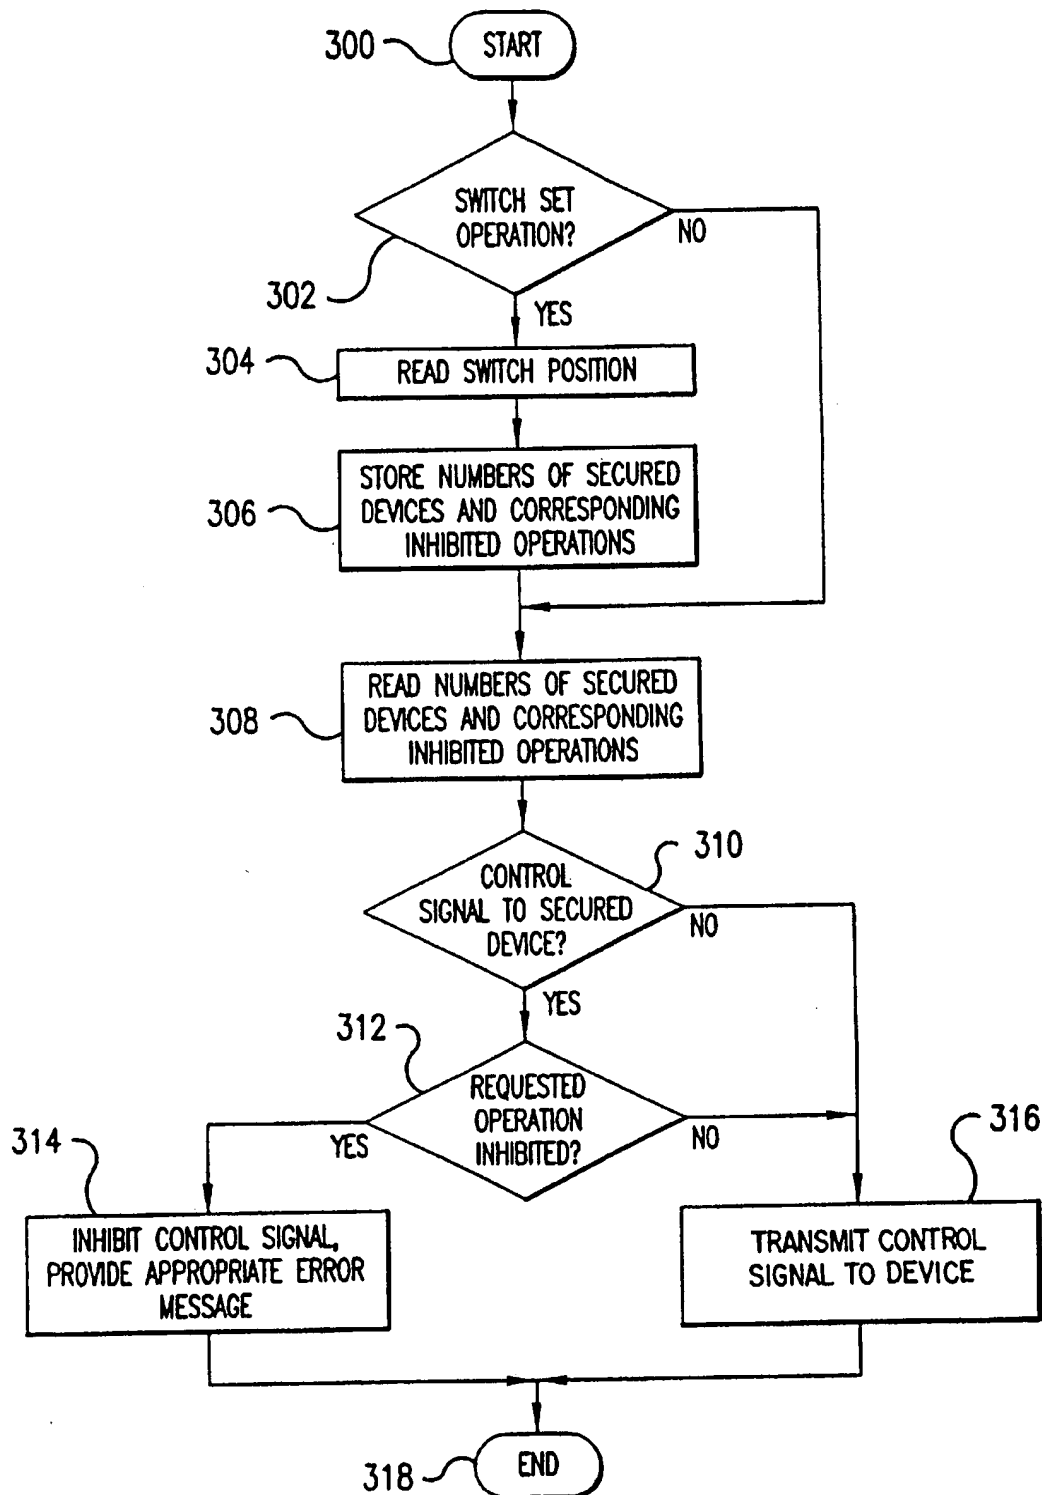 300
START
SWITCH SET
OPERATION?
NO
302
YES
304
READ SWITCH POSITION
306
STORE NUMBERS OF SECURED
DEVICES AND CORRESPONDING
INHIBITED OPERATIONS
308
READ NUMBERS OF SECURED
DEVICES AND CORRESPONDING
INHIBITED OPERATIONS
310
CONTROL
SIGNAL TO SECURED
DEVICE?
NO
YES
312
REQUESTED
OPERATION
INHIBITED?
YES
NO
314
INHIBIT CONTROL SIGNAL,
PROVIDE APPROPRIATE ERROR
MESSAGE
316
TRANSMIT CONTROL
SIGNAL TO DEVICE
318
END